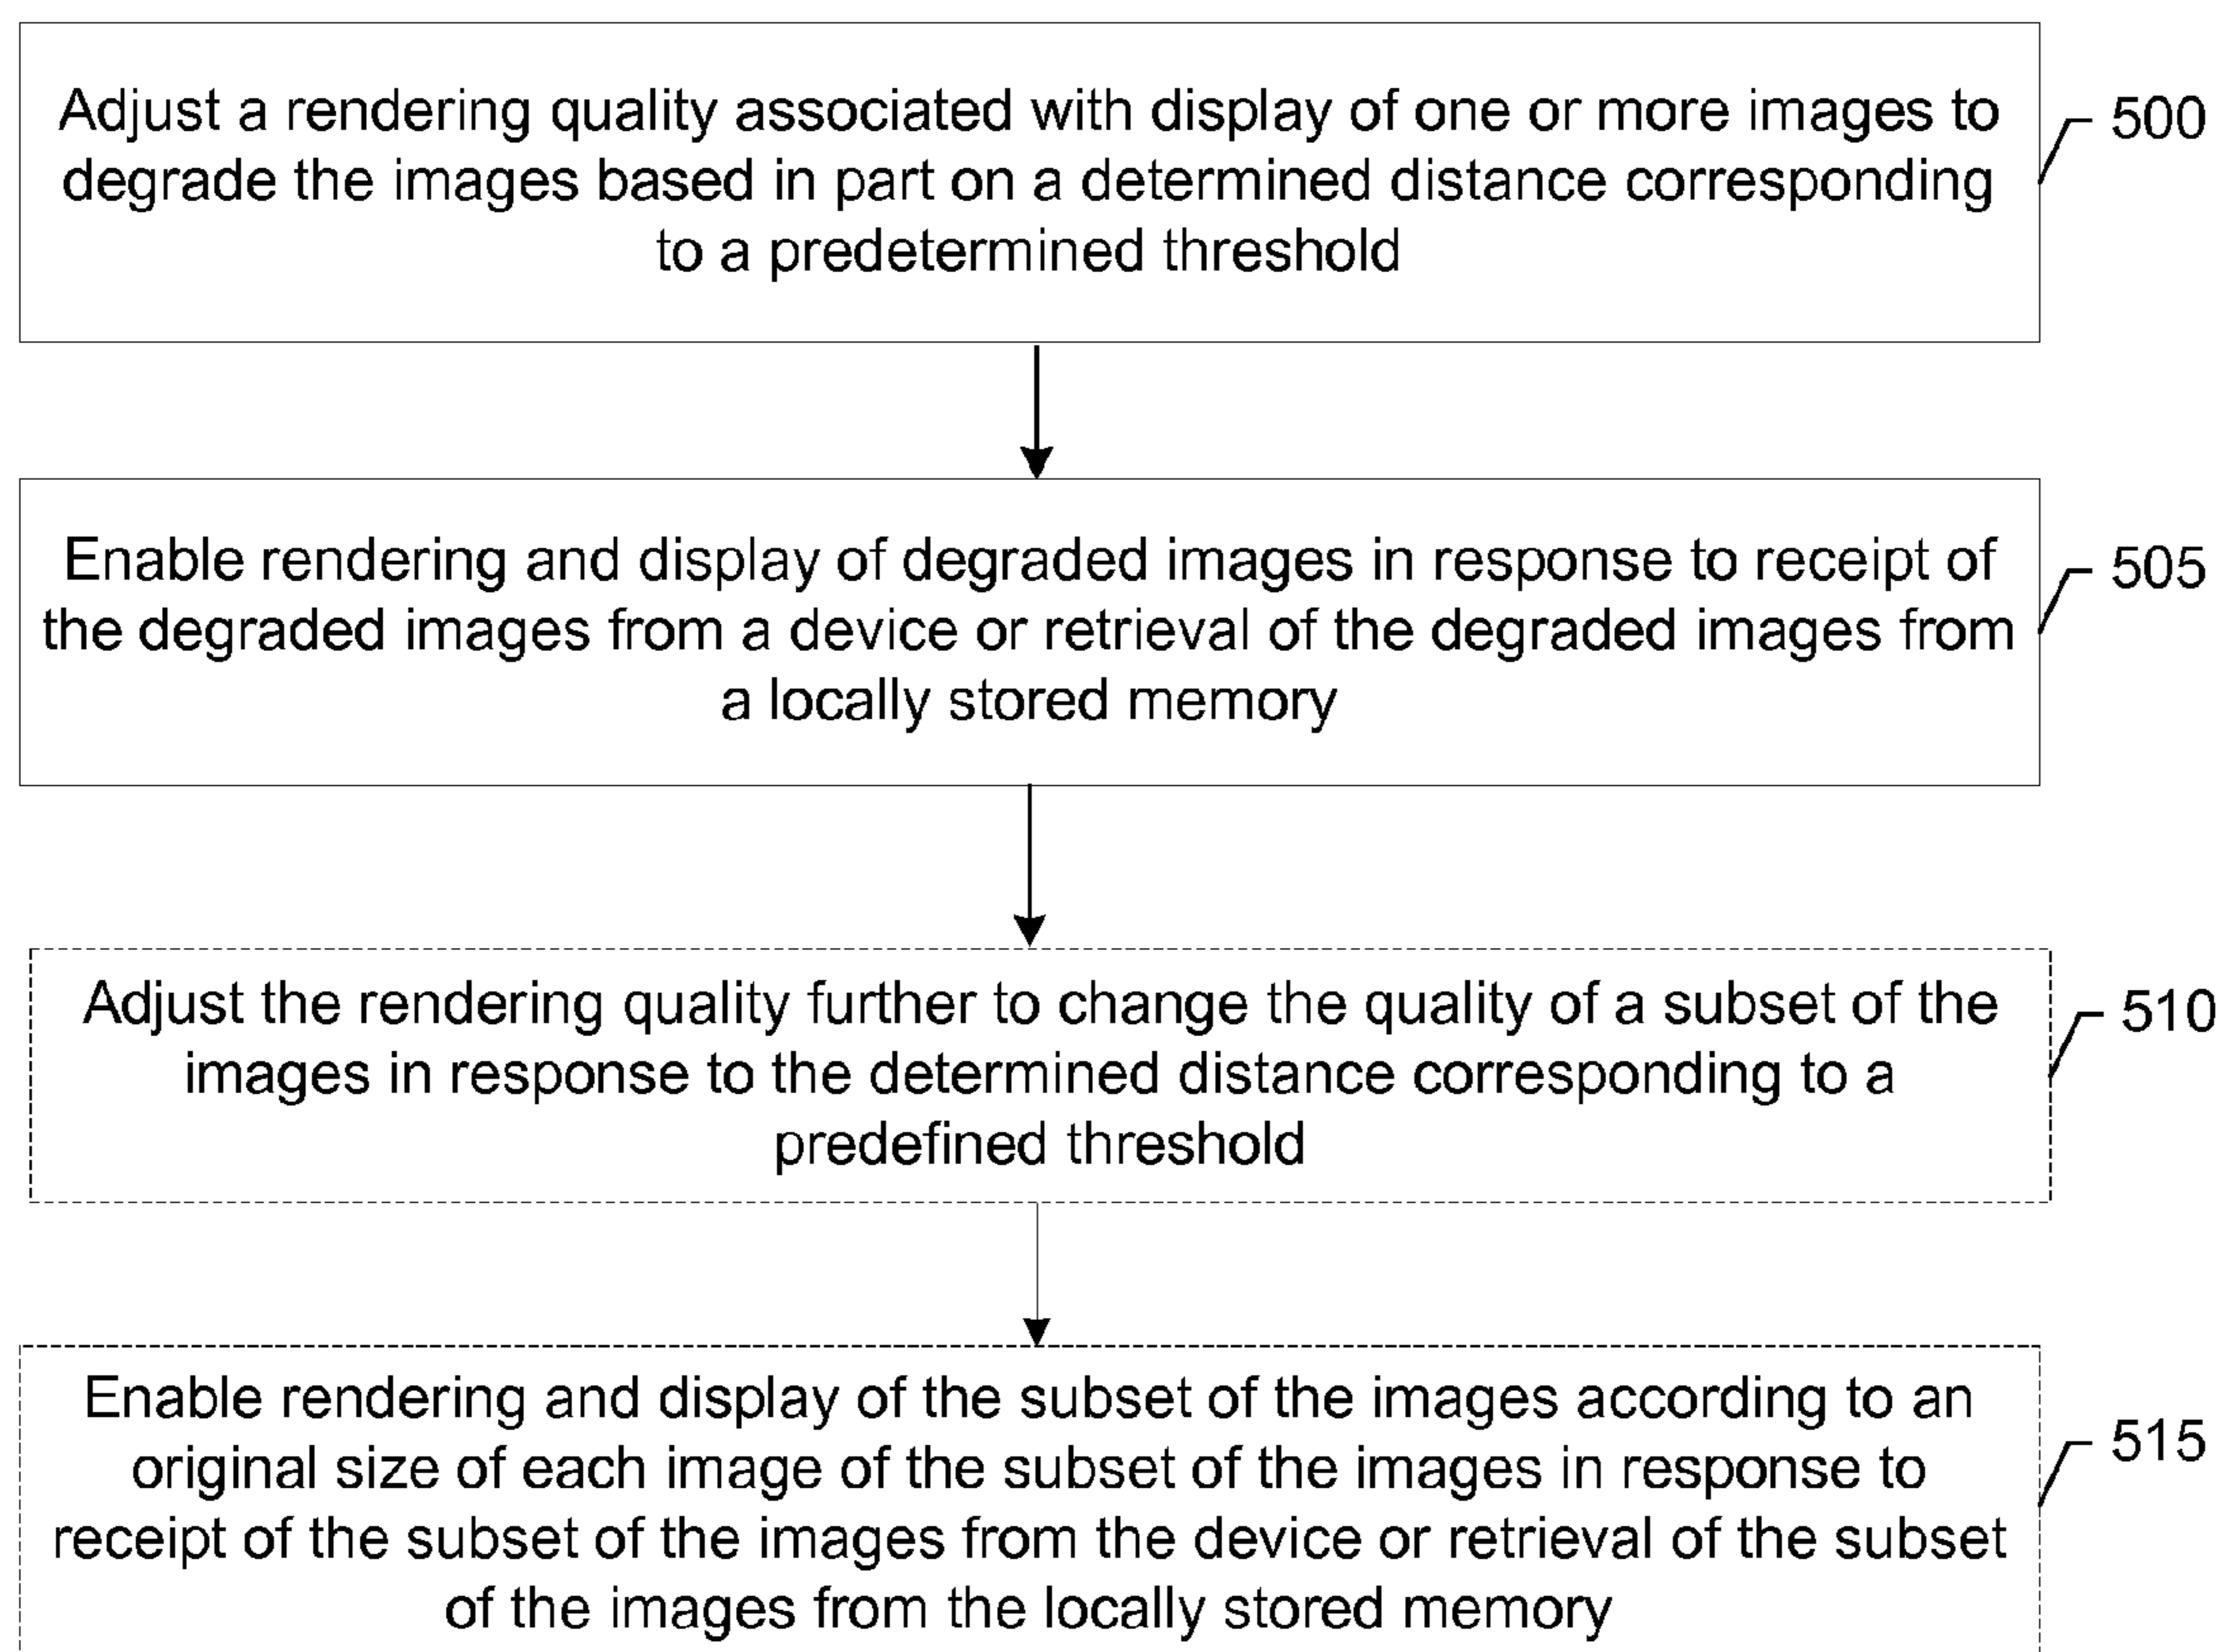 Adjust a rendering quality associated with display of one or more images to
degrade the images based in part on a determined distance corresponding
to a predetermined threshold
500
Enable rendering and display of degraded images in response to receipt of
the degraded images from a device or retrieval of the degraded images from
a locally stored memory
505
Adjust the rendering quality further to change the quality of a subset of the
images in response to the determined distance corresponding to a
predefined threshold
510
Enable rendering and display of the subset of the images according to an
original size of each image of the subset of the images in response to
receipt of the subset of the images from the device or retrieval of the subset
of the images from the locally stored memory
515